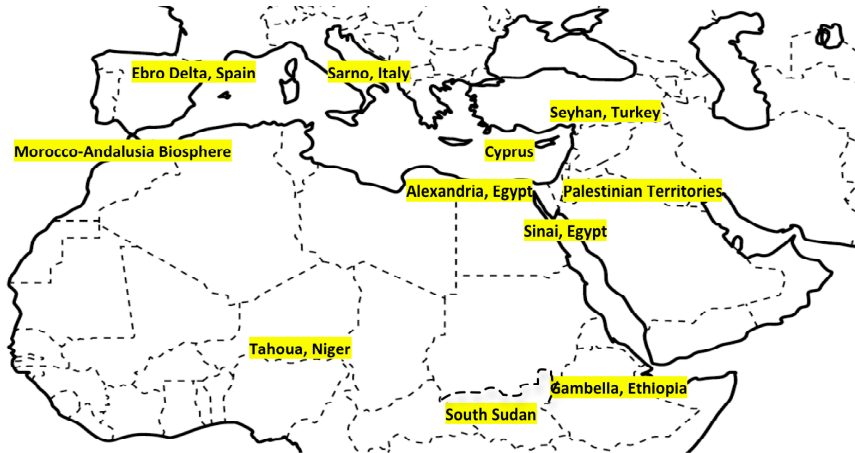 Ebro Delta, Spain
Sarno, Italy
Seyhan, Turkey
Morocco-Andalusia Biosphere
Cyprus
Alexandria, Egypt
Palestinian Territories
Sinai, Egypt
Tahoua, Niger
Gambella, Ethiopia
South Sudan